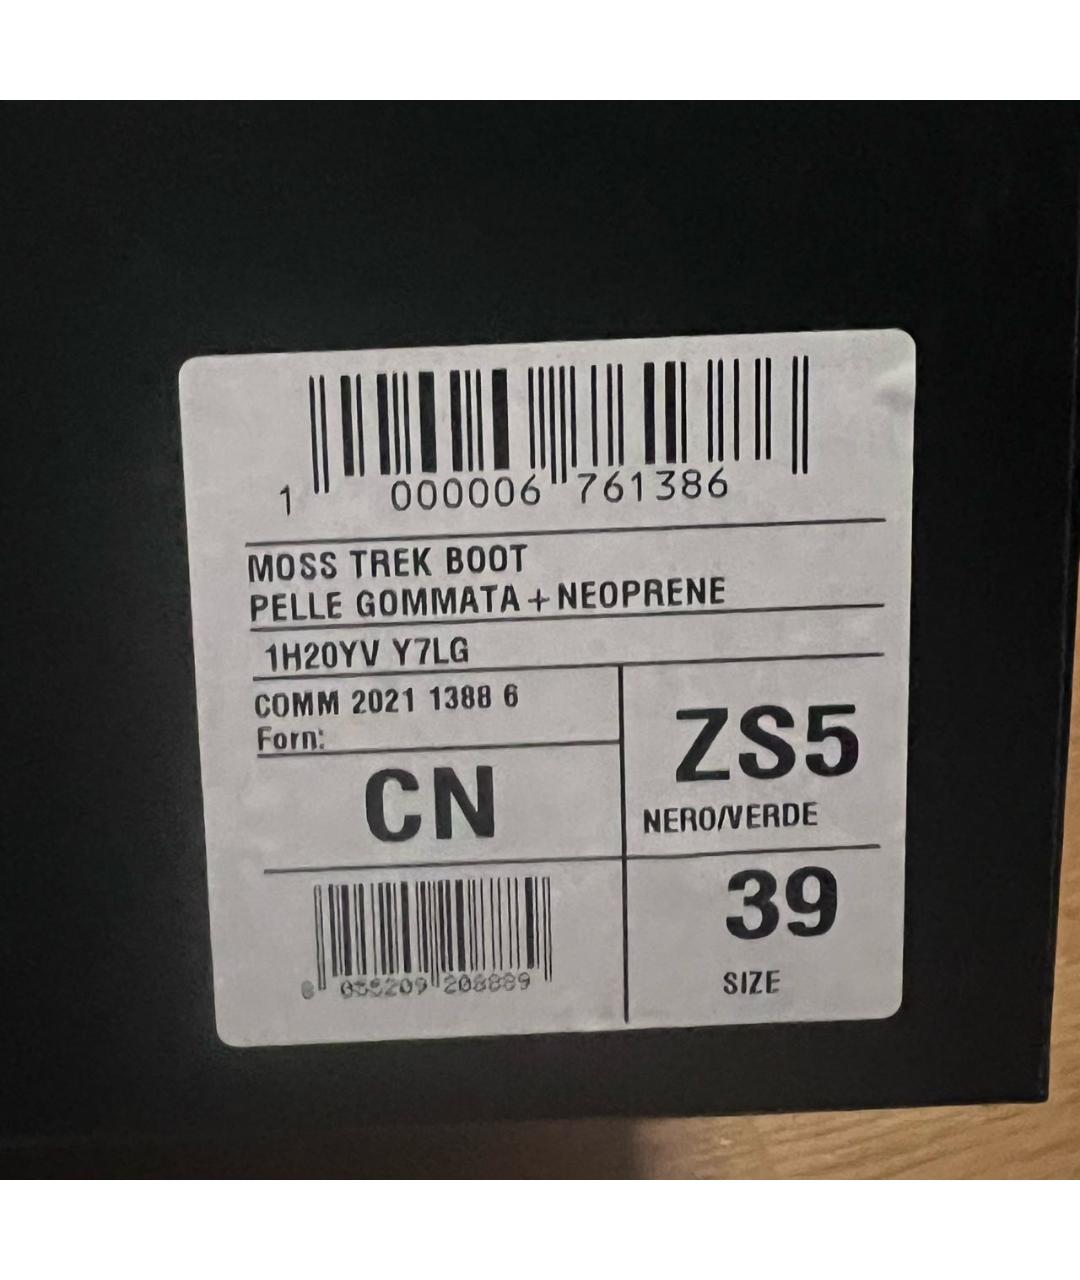 1 000006 761386
MOSS TREK BOOT
PELLE GOMMATA+NEOPRENE
1H20YV Y7LG
COMM 2021 1388 6
Forn:
CN
ZS5
NERO/VERDE
39
SIZE